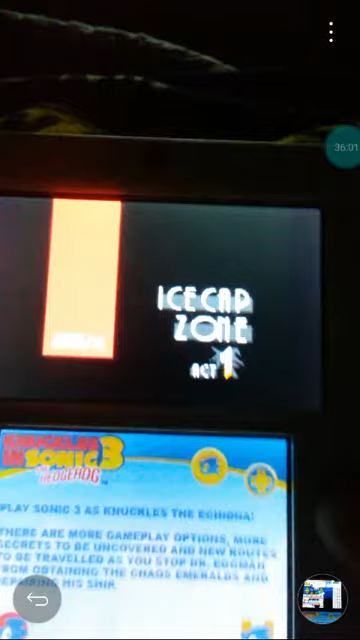 36:01
ICECAP
ZONE
ACT 1
KNUCKLES
IN SONIC 3
THE HEDGEHOG
PLAY SONIC 3 AS KNUCKLES THE ECHIDNA!
THERE ARE MORE GAMEPLAY OPTIONS, MORE
SECRETS TO BE UNCOVERED AND NEW ROUTES
TO BE TRAVELLED AS YOU STOP DR. EGGMAN
FROM OBTAINING THE CHAOS EMERALDS AND
REPAIRING HIS SHIP.